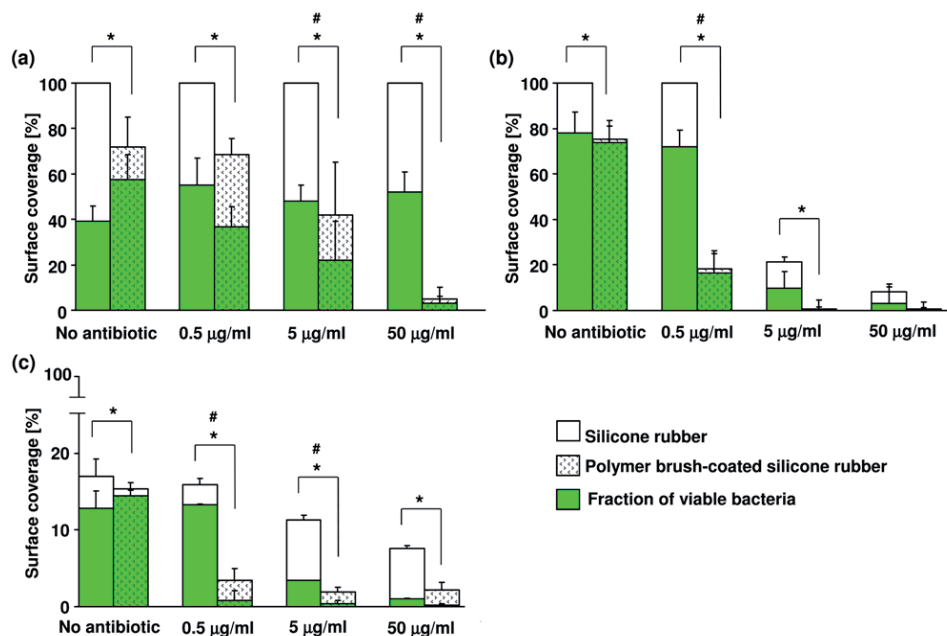 (a)
# #
* * * *
Surface coverage [%]
100
80
60
40
20
0
No antibiotic 0.5 µg/ml 5 µg/ml 50 µg/ml
(b)
#
* * *
Surface coverage [%]
100
80
60
40
20
0
No antibiotic 0.5 µg/ml 5 µg/ml 50 µg/ml
(c)
# #
* * * *
Surface coverage [%]
100
20
10
0
No antibiotic 0.5 µg/ml 5 µg/ml 50 µg/ml
Silicone rubber
Polymer brush-coated silicone rubber
Fraction of viable bacteria